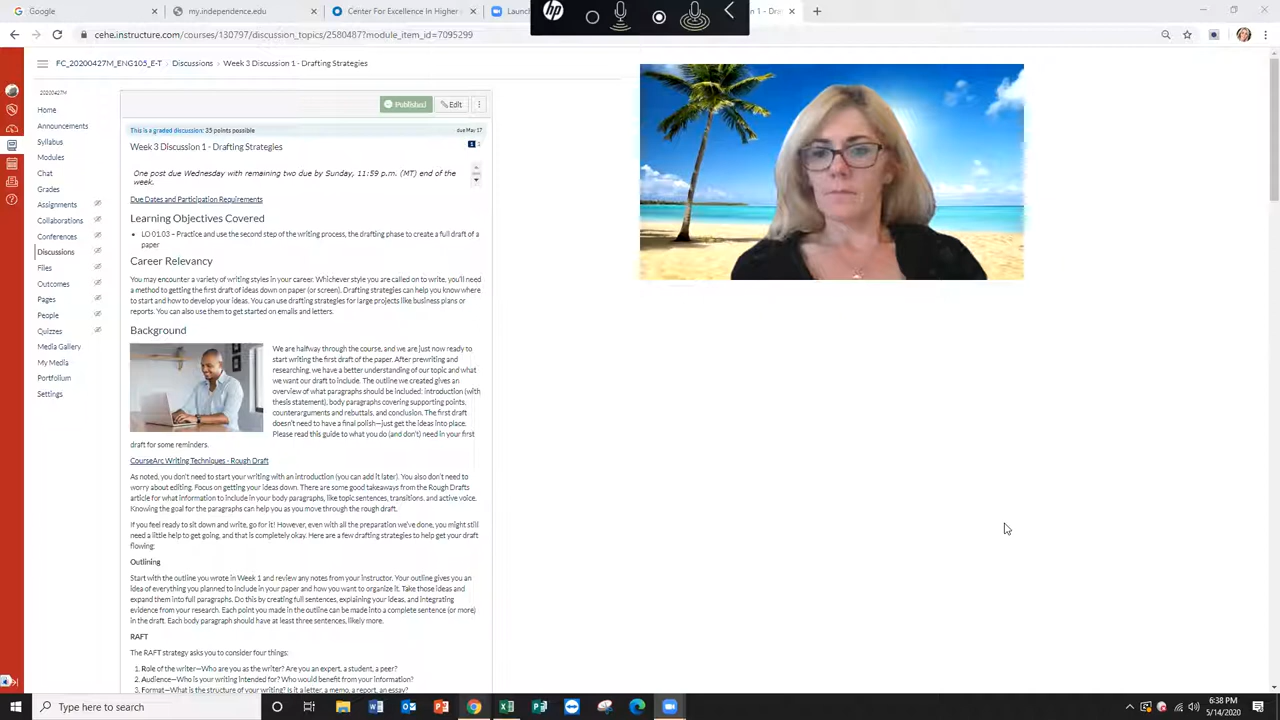 Google
my.independence.edu
Center For Excellence In Higher
Launc
1 - Dra
hp
cehe.instructure.com/courses/130797/discussion_topics/2580487?module_item_id=7095299
FC_20200427M_ENG105_E-T
Discussions
Week 3 Discussion 1 - Drafting Strategies
20200427M
Home
Announcements
Syllabus
Modules
Chat
Grades
Assignments
Collaborations
Conferences
Discussions
Files
Outcomes
Pages
People
Quizzes
Media Gallery
My Media
Portfolium
Settings
Published
Edit
This is a graded discussion: 35 points possible
due May 17
Week 3 Discussion 1 - Drafting Strategies
One post due Wednesday with remaining two due by Sunday, 11:59 p.m. (MT) end of the
week.
Due Dates and Participation Requirements
Learning Objectives Covered
LO 01.03 – Practice and use the second step of the writing process, the drafting phase to create a full draft of a
paper
Career Relevancy
You may encounter a variety of writing styles in your career. Whichever style you are called on to write, you'll need
a method to getting the first draft of ideas down on paper (or screen). Drafting strategies can help you know where
to start and how to develop your ideas. You can use drafting strategies for large projects like business plans or
reports. You can also use them to get started on emails and letters.
Background
We are halfway through the course, and we are just now ready to
start writing the first draft of the paper. After prewriting and
researching, we have a better understanding of our topic and what
we want our draft to include. The outline we created gives an
overview of what paragraphs should be included: introduction (with
thesis statement), body paragraphs covering supporting points,
counterarguments and rebuttals, and conclusion. The first draft
doesn't need to have a final polish—just get the ideas into place.
Please read this guide to what you do (and don't) need in your first
draft for some reminders.
CourseArc Writing Techniques - Rough Draft
As noted, you don't need to start your writing with an introduction (you can add it later). You also don't need to
worry about editing. Focus on getting your ideas down. There are some good takeaways from the Rough Drafts
article for what information to include in your body paragraphs, like topic sentences, transitions, and active voice.
Knowing the goal for the paragraphs can help you as you move through the rough draft.
If you feel ready to sit down and write, go for it! However, even with all the preparation we've done, you might still
need a little help to get going, and that is completely okay. Here are a few drafting strategies to help get your draft
flowing:
Outlining
Start with the outline you wrote in Week 1 and review any notes from your instructor. Your outline gives you an
idea of everything you planned to include in your paper and how you want to organize it. Take those ideas and
expand them into full paragraphs. Do this by creating full sentences, explaining your ideas, and integrating
evidence from your research. Each point you made in the outline can be made into a complete sentence (or more)
in the draft. Each body paragraph should have at least three sentences, likely more.
RAFT
The RAFT strategy asks you to consider four things:
1. Role of the writer—Who are you as the writer? Are you an expert, a student, a peer?
2. Audience—Who is your writing intended for? Who would benefit from your information?
3. Format—What is the structure of your writing? Is it a letter, a memo, a report, an essay?
Type here to search
6:38 PM
5/14/2020